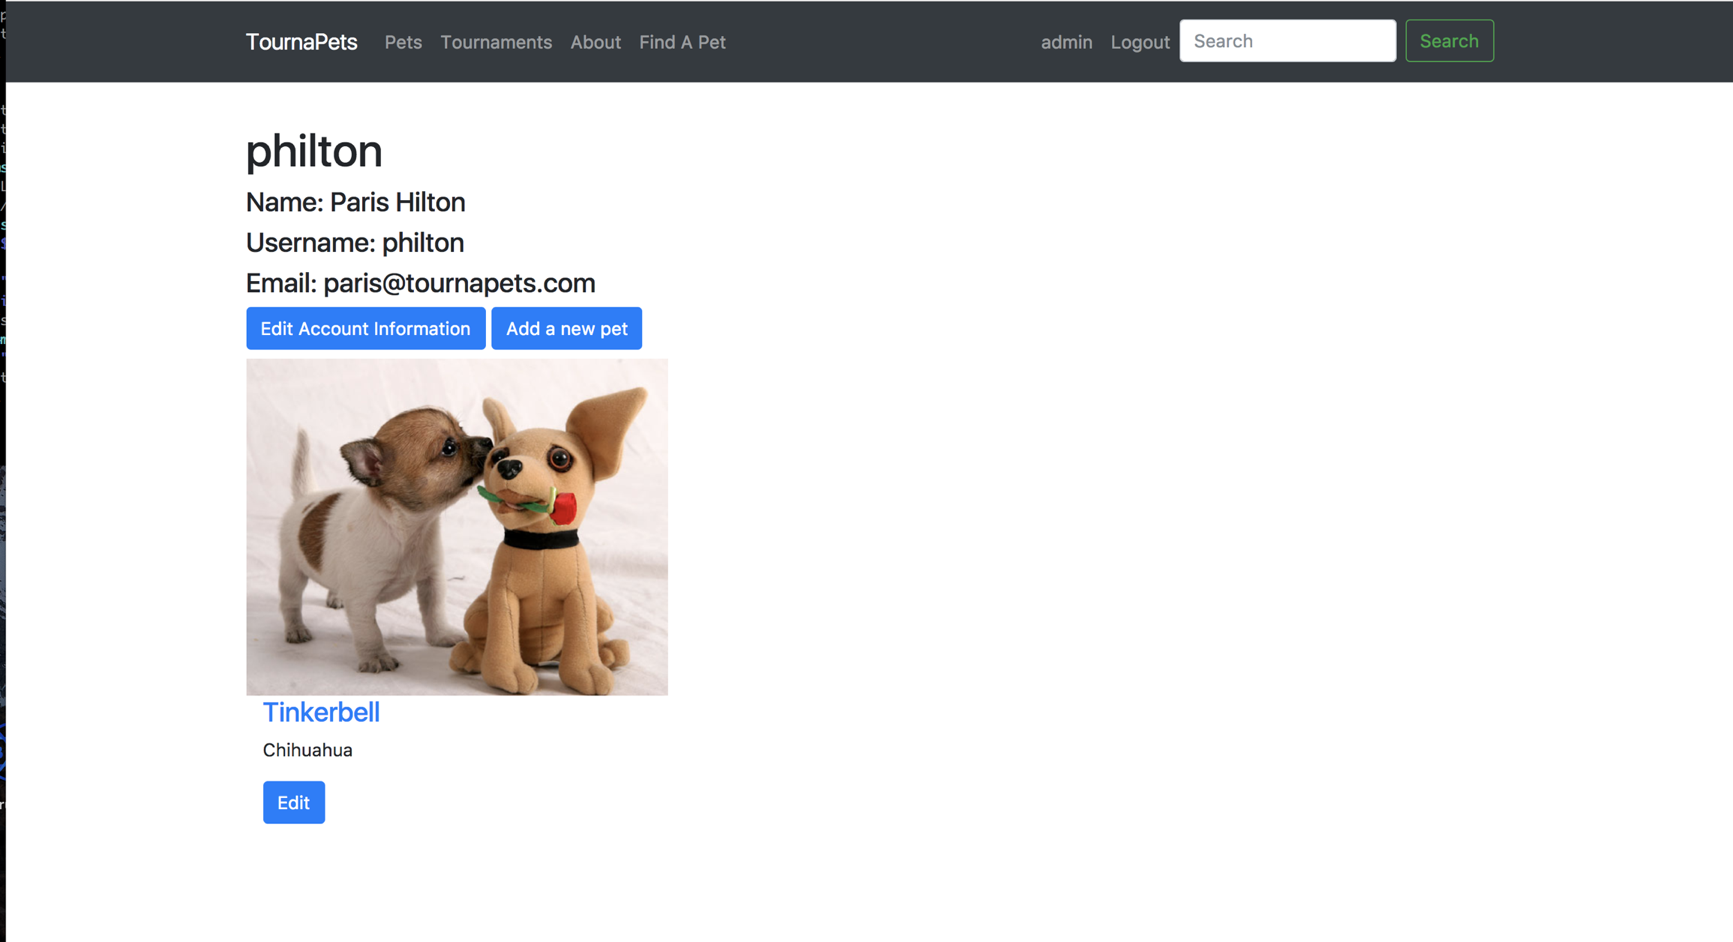 TournaPets Pets Tournaments About Find A Pet admin Logout Search Search
philton
Name: Paris Hilton
Username: philton
Email: paris@tournapets.com
Edit Account Information Add a new pet
Tinkerbell
Chihuahua
Edit